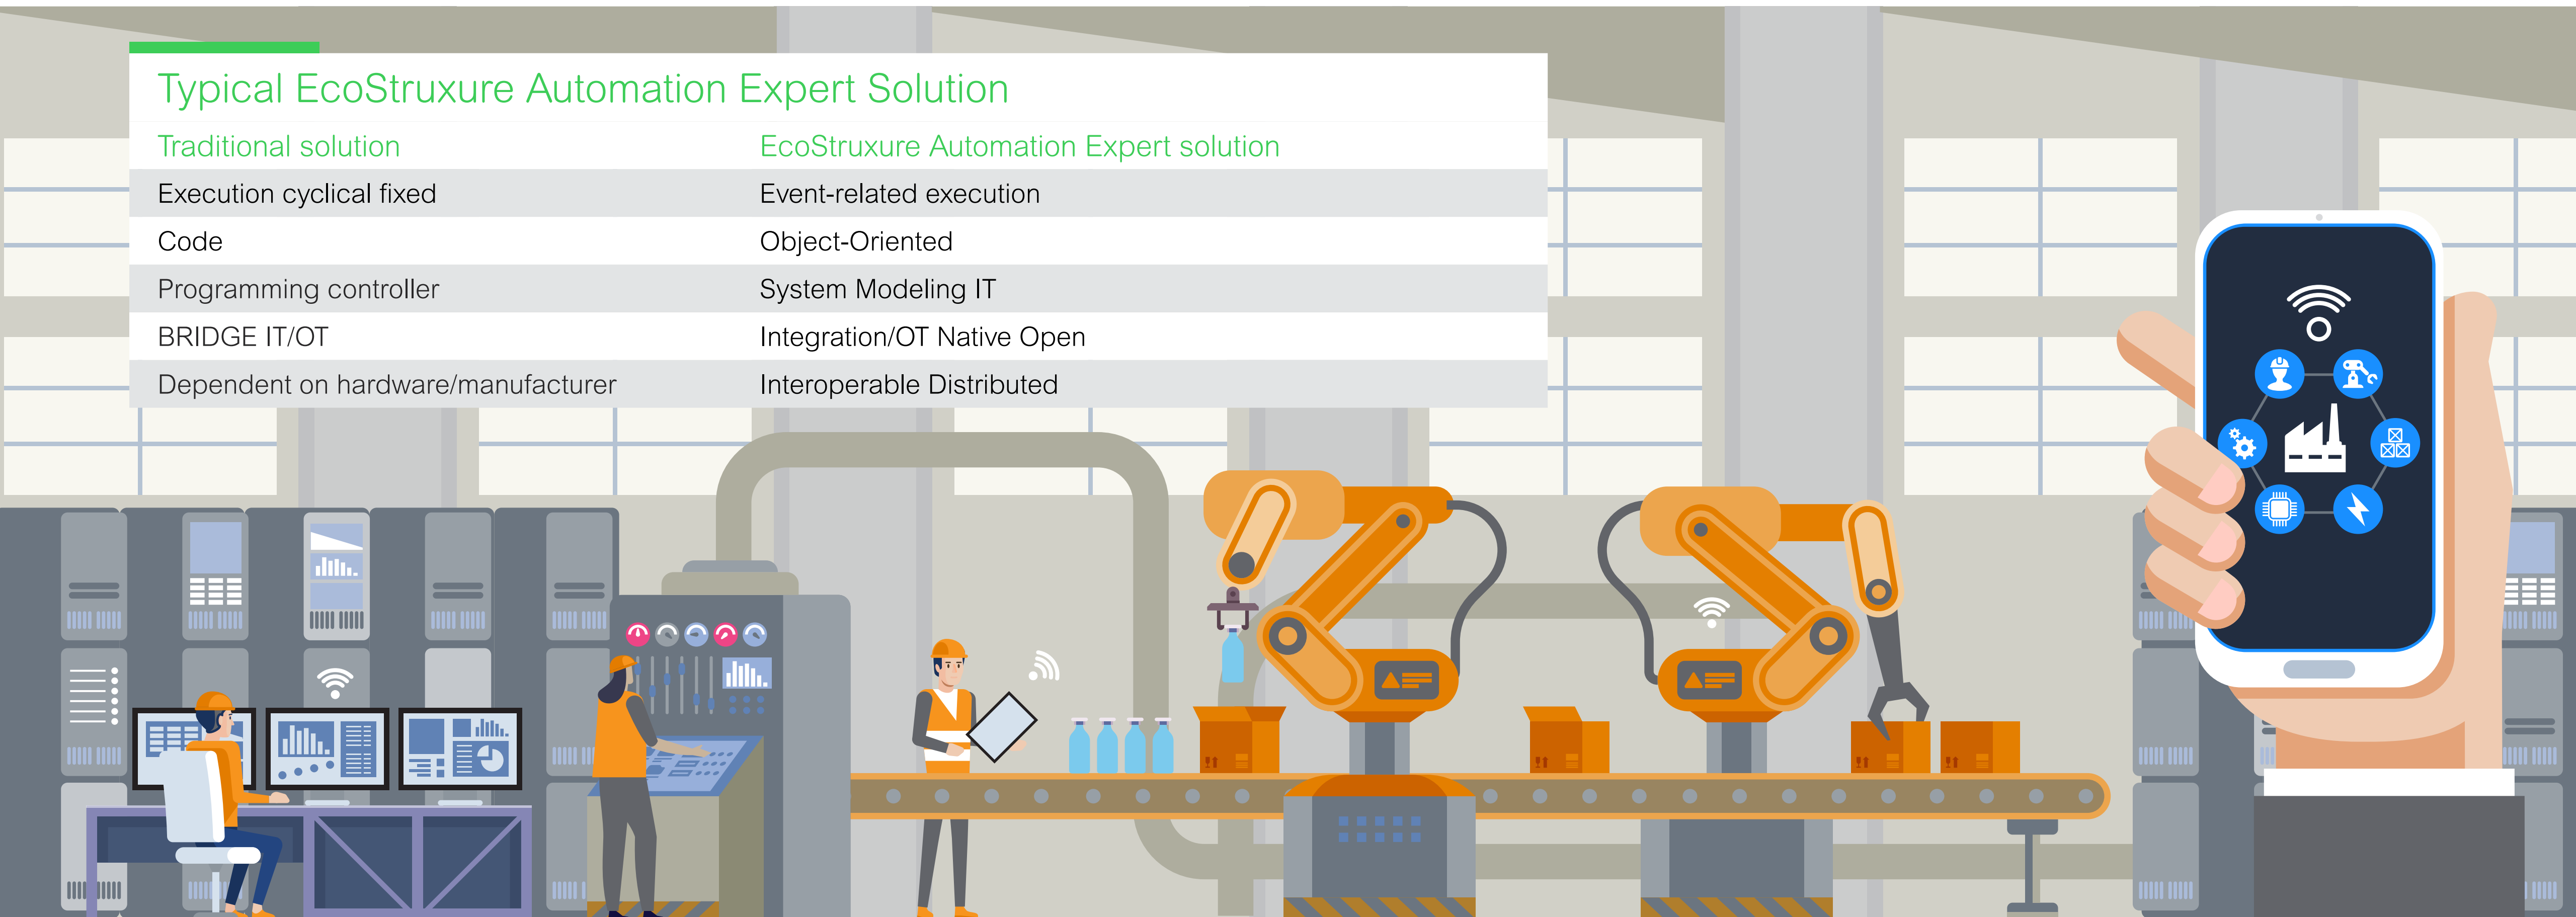 Typical EcoStruxure Automation Expert Solution
Traditional solution EcoStruxure Automation Expert solution
Execution cyclical fixed Event-related execution
Code Object-Oriented
Programming controller System Modeling IT
BRIDGE IT/OT Integration/OT Native Open
Dependent on hardware/manufacturer Interoperable Distributed